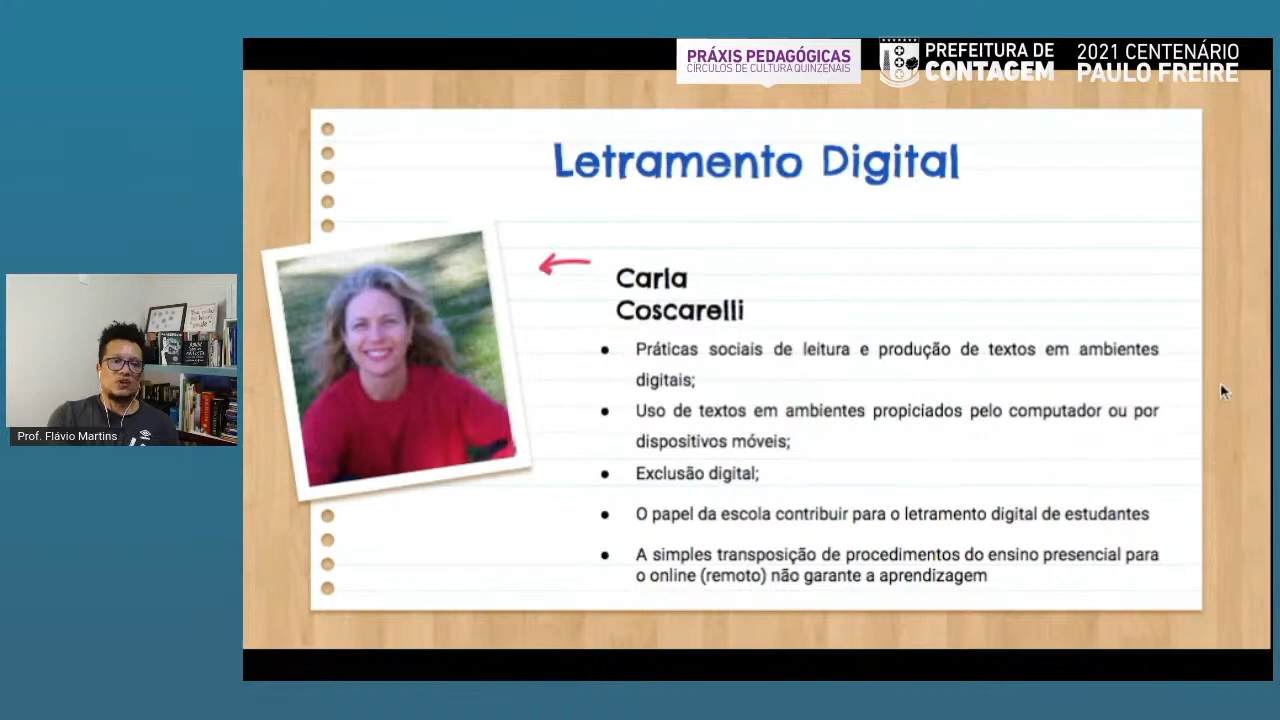 PRÁXIS PEDAGÓGICAS
CÍRCULOS DE CULTURA QUINZENAIS
PREFEITURA DE
CONTAGEM
2021 CENTENÁRIO
PAULO FREIRE
Letramento Digital
Carla
Coscarelli
• Práticas sociais de leitura e produção de textos em ambientes
digitais;
• Uso de textos em ambientes propiciados pelo computador ou por
dispositivos móveis;
• Exclusão digital;
• O papel da escola contribuir para o letramento digital de estudantes
• A simples transposição de procedimentos do ensino presencial para
o online (remoto) não garante a aprendizagem
Prof. Flávio Martins